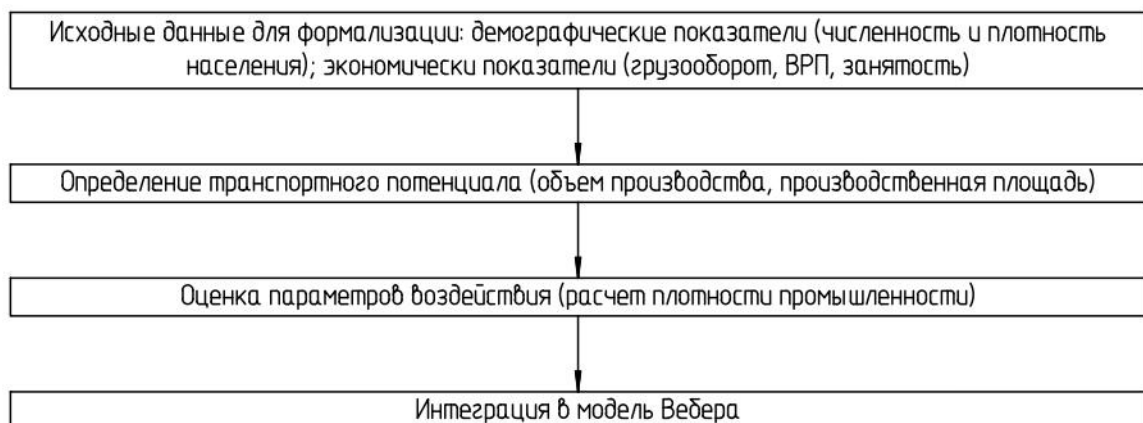 Исходные данные для формализации: демографические показатели (численность и плотность
населения); экономически показатели (грузооборот, ВРП, занятость)
Определение транспортного потенциала (объем производства, производственная площадь)
Оценка параметров воздействия (расчет плотности промышленности)
Интеграция в модель Вебера